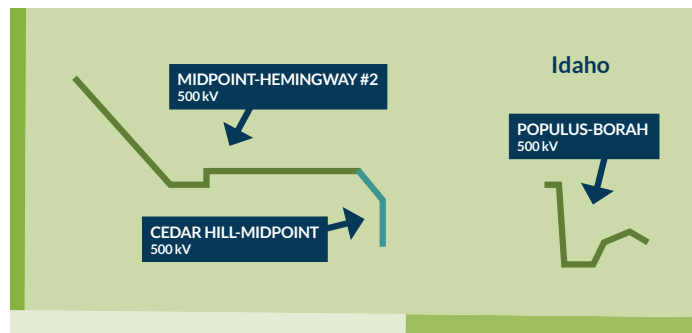 MIDPOINT-HEMINGWAY #2
500 kV
Idaho
POPULUS-BORAH
500 kV
CEDAR HILL-MIDPOINT
500 kV